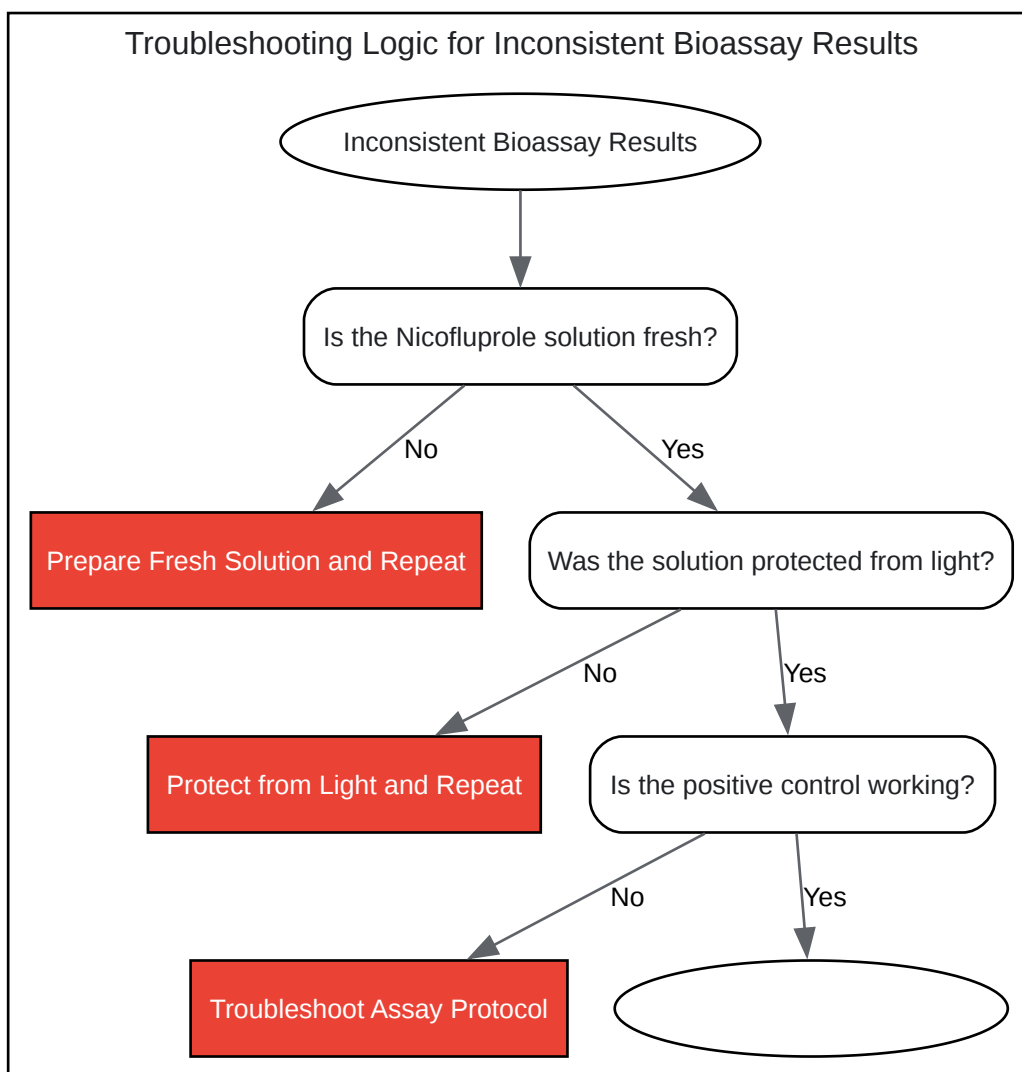 Troubleshooting Logic for Inconsistent Bioassay Results
Inconsistent Bioassay Results
Is the Nicofluprole solution fresh?
No
Yes
Prepare Fresh Solution and Repeat
Was the solution protected from light?
No
Yes
Protect from Light and Repeat
Is the positive control working?
No
Yes
Troubleshoot Assay Protocol